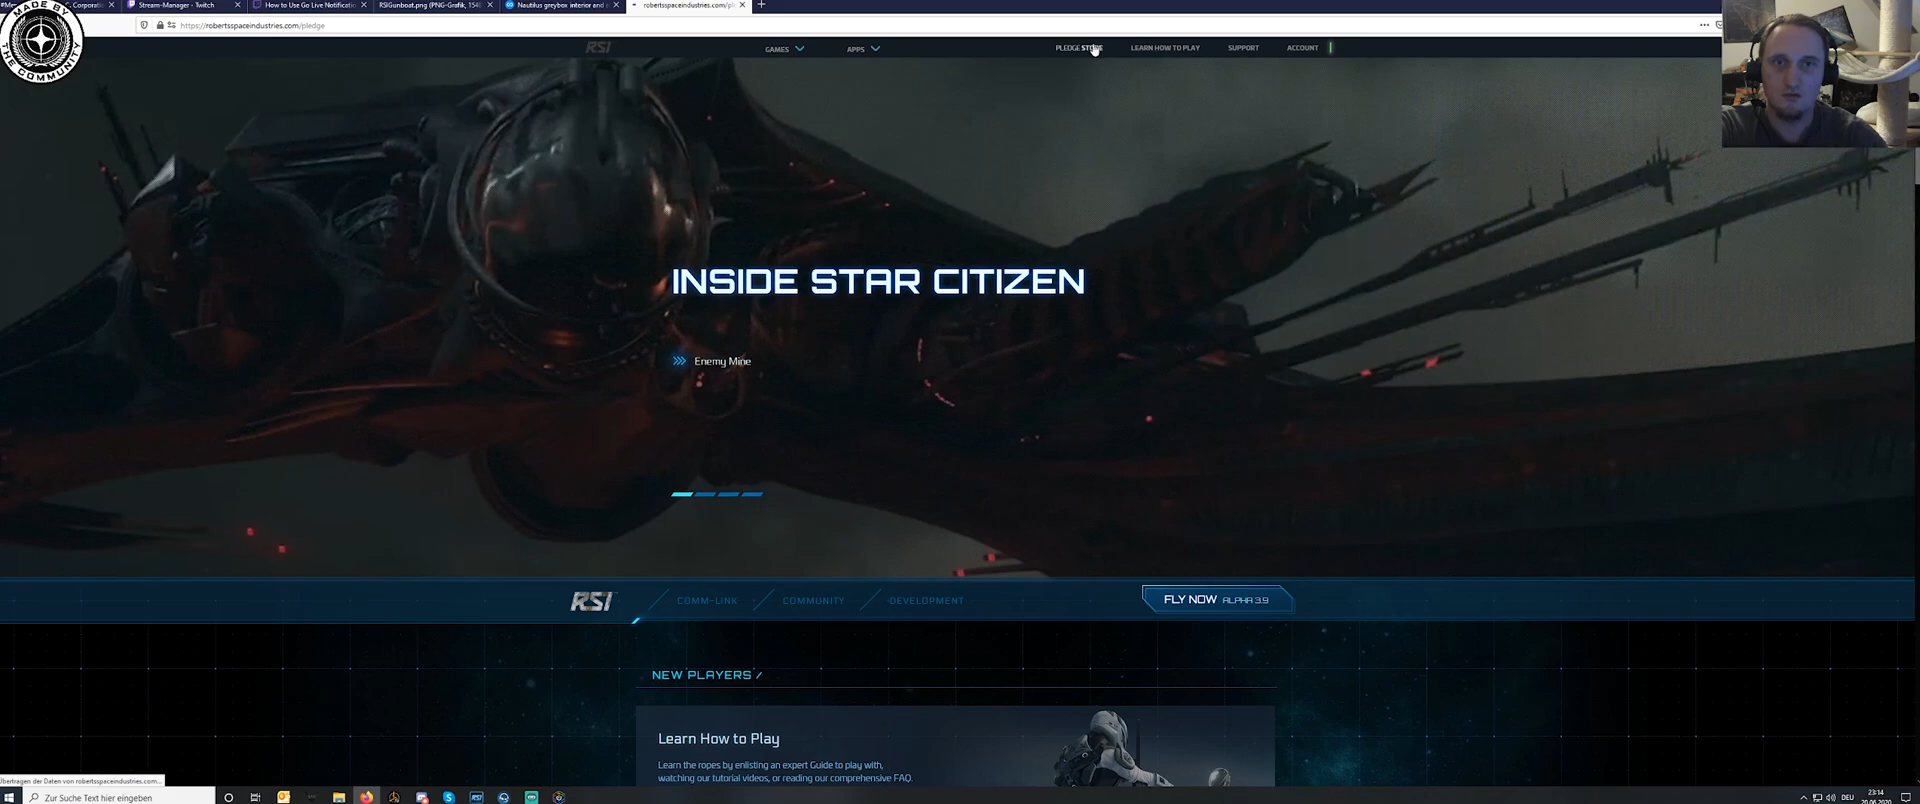 MADE BY
THE COMMUNITY
Corporati
Stream-Manager - Twitch
How to Use Go Live Notificatio
RSIGunboat.png (PNG-Grafik, 154
Nautilus greybox interior and
robertsspaceindustries.com/pl
https://robertsspaceindustries.com/pledge
RSI
GAMES
APPS
PLEDGE STORE
LEARN HOW TO PLAY
SUPPORT
ACCOUNT
INSIDE STAR CITIZEN
Enemy Mine
RSI
COMM-LINK
COMMUNITY
DEVELOPMENT
FLY NOW ALPHA 3.9
NEW PLAYERS /
Learn How to Play
Learn the ropes by enlisting an expert Guide to play with,
watching our tutorial videos, or reading our comprehensive FAQ.
Übertragen der Daten von robertsspaceindustries.com...
Zur Suche Text hier eingeben
DEU
23:14
20.06.2020